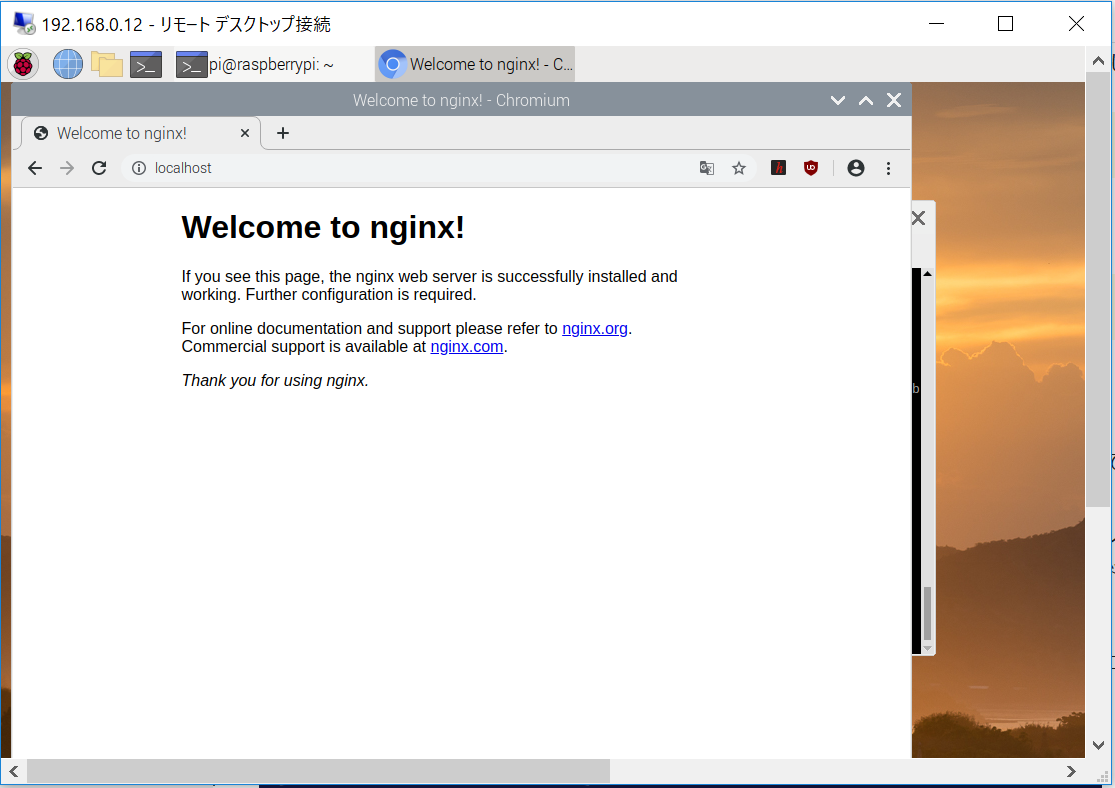 192.168.0.12 - リモート デスクトップ接続
pi@raspberrypi: ~
Welcome to nginx! - C...
Welcome to nginx! - Chromium
Welcome to nginx!
localhost
Welcome to nginx!
If you see this page, the nginx web server is successfully installed and
working. Further configuration is required.
For online documentation and support please refer to nginx.org.
Commercial support is available at nginx.com.
Thank you for using nginx.
b